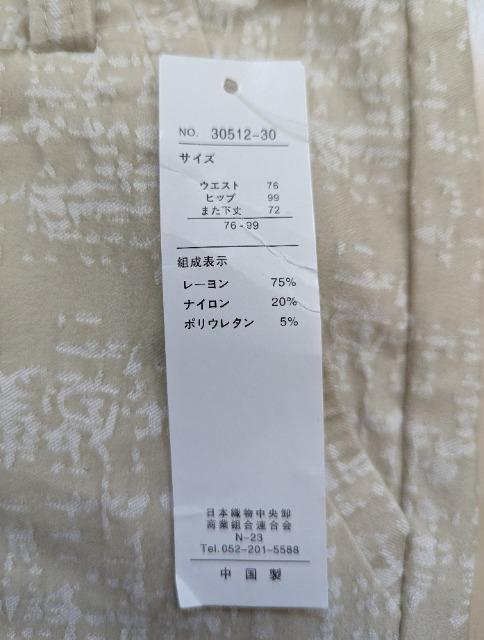 NO. 30512-30
サイズ
ウエスト 76
ヒップ 99
また下丈 72
76-99
組成表示
レーヨン 75%
ナイロン 20%
ポリウレタン 5%
日本織物中央卸
商業組合連合会
N-23
Tel.052-201-5588
中国製